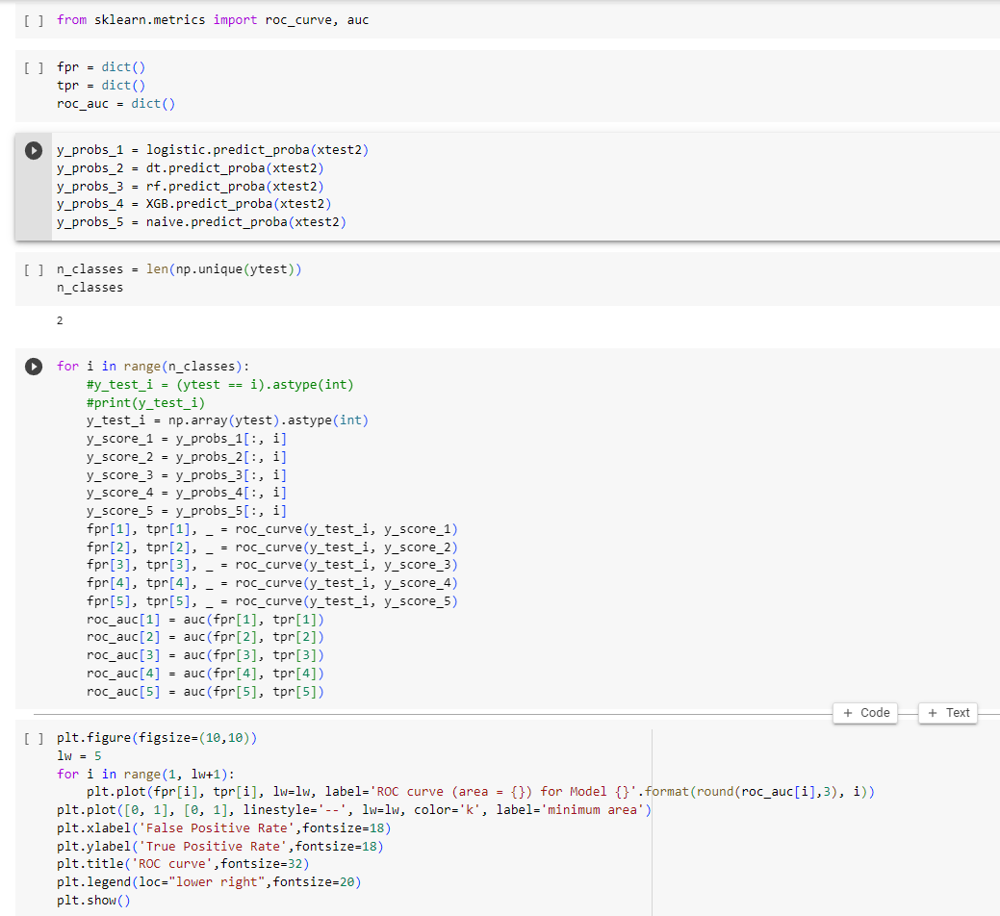 [ ] from sklearn.metrics import roc_curve, auc
[ ] fpr = dict()
tpr = dict()
roc_auc = dict()
y_probs_1 = logistic.predict_proba(xtest2)
y_probs_2 = dt.predict_proba(xtest2)
y_probs_3 = rf.predict_proba(xtest2)
y_probs_4 = XGB.predict_proba(xtest2)
y_probs_5 = naive.predict_proba(xtest2)
[ ] n_classes = len(np.unique(ytest))
n_classes
2
for i in range(n_classes):
    #y_test_i = (ytest == i).astype(int)
    #print(y_test_i)
    y_test_i = np.array(ytest).astype(int)
    y_score_1 = y_probs_1[:, i]
    y_score_2 = y_probs_2[:, i]
    y_score_3 = y_probs_3[:, i]
    y_score_4 = y_probs_4[:, i]
    y_score_5 = y_probs_5[:, i]
    fpr[1], tpr[1], _ = roc_curve(y_test_i, y_score_1)
    fpr[2], tpr[2], _ = roc_curve(y_test_i, y_score_2)
    fpr[3], tpr[3], _ = roc_curve(y_test_i, y_score_3)
    fpr[4], tpr[4], _ = roc_curve(y_test_i, y_score_4)
    fpr[5], tpr[5], _ = roc_curve(y_test_i, y_score_5)
    roc_auc[1] = auc(fpr[1], tpr[1])
    roc_auc[2] = auc(fpr[2], tpr[2])
    roc_auc[3] = auc(fpr[3], tpr[3])
    roc_auc[4] = auc(fpr[4], tpr[4])
    roc_auc[5] = auc(fpr[5], tpr[5])
+ Code + Text
[ ] plt.figure(figsize=(10,10))
lw = 5
for i in range(1, lw+1):
    plt.plot(fpr[i], tpr[i], lw=lw, label='ROC curve (area = {}) for Model {}'.format(round(roc_auc[i],3), i))
plt.plot([0, 1], [0, 1], linestyle='--', lw=lw, color='k', label='minimum area')
plt.xlabel('False Positive Rate',fontsize=18)
plt.ylabel('True Positive Rate',fontsize=18)
plt.title('ROC curve',fontsize=32)
plt.legend(loc="lower right",fontsize=20)
plt.show()